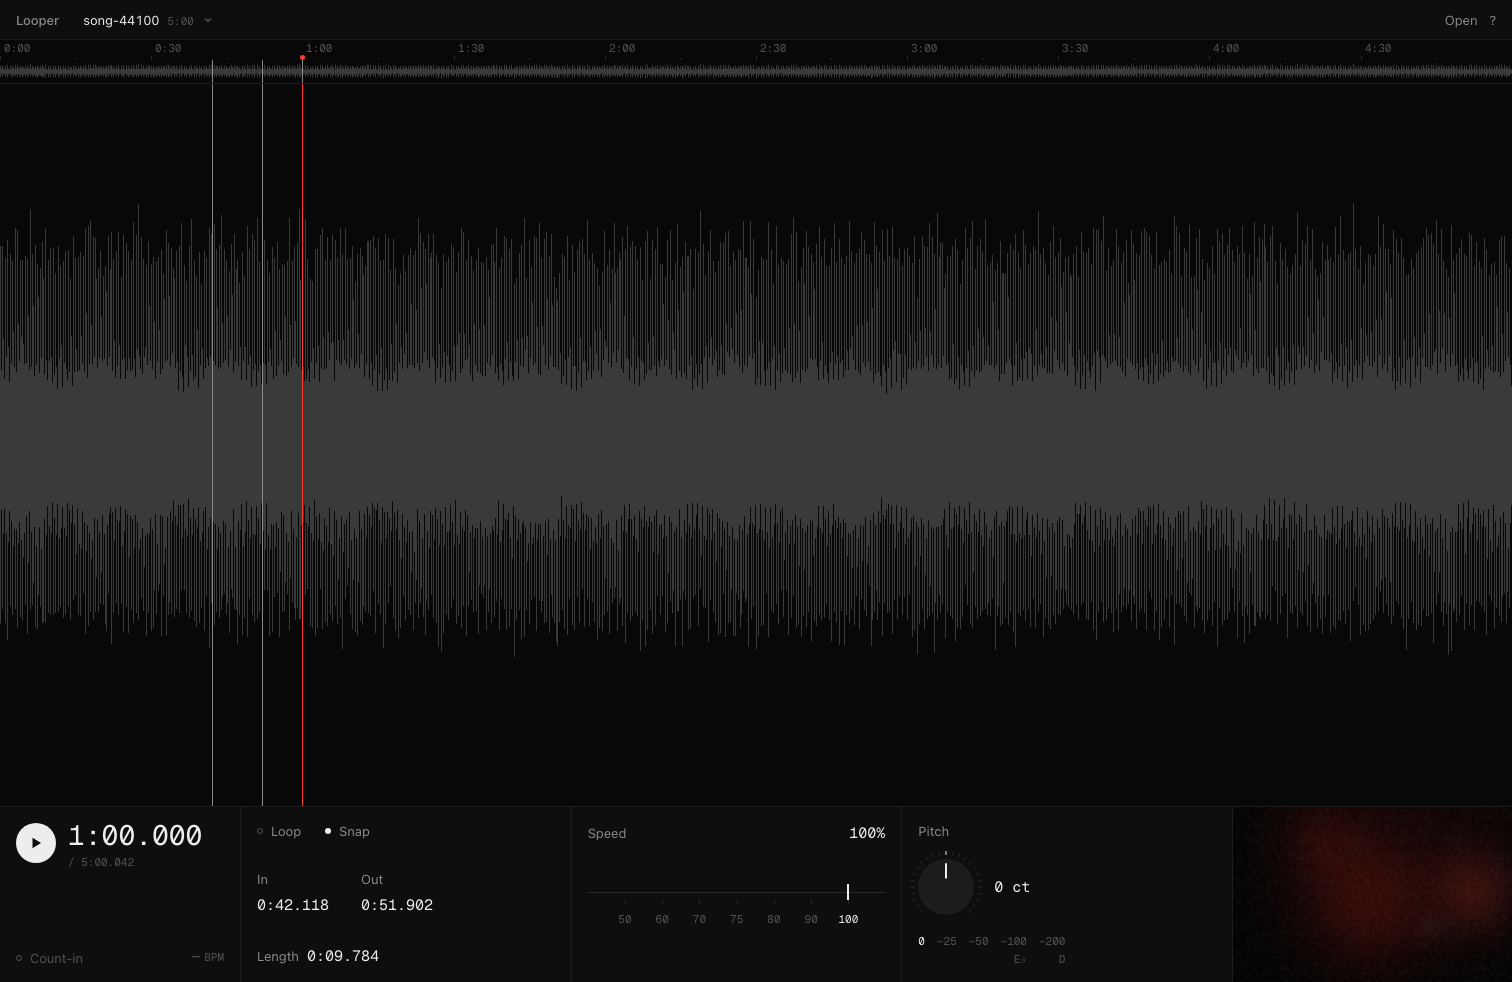 Looper song-44100 5:00 Open ?
0:00 0:30 1:00 1:30 2:00 2:30 3:00 3:30 4:00 4:30
1:00.000
/ 5:00.042
Count-in — BPM
Loop Snap
In Out
0:42.118 0:51.902
Length 0:09.784
Speed 100%
50 60 70 75 80 90 100
Pitch
0 ct
0 −25 −50 −100 −200
E♭ D